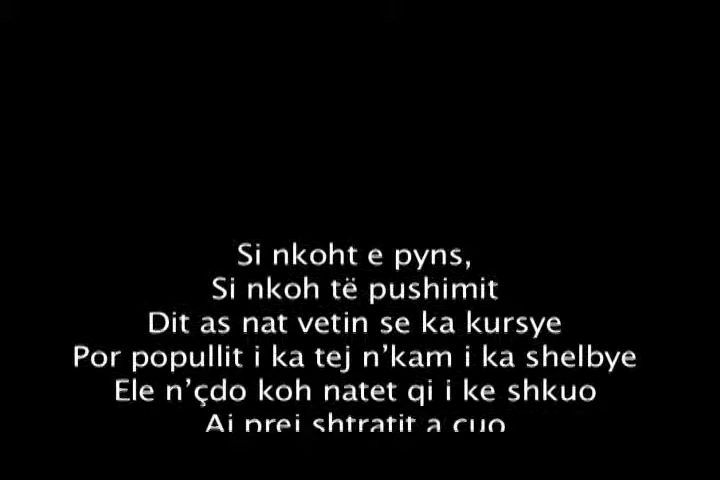 Si nkoht e pyns,
Si nkoh të pushimit
Dit as nat vetin se ka kursye
Por popullit i ka tej n’kam i ka shelbye
Ele n’çdo koh natet qi i ke shkuo
Ai prej shtratit a cuo